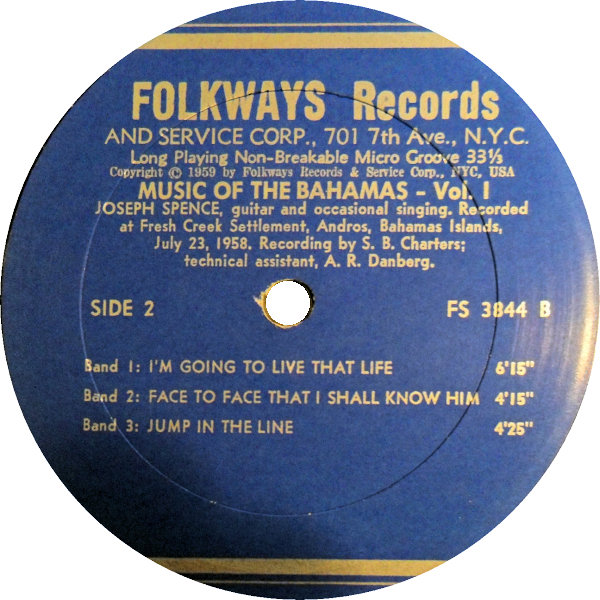 FOLKWAYS Records
AND SERVICE CORP., 701 7th Ave., N.Y.C.
Long Playing Non-Breakable Micro Groove 33⅓
Copyright © 1959 by Folkways Records & Service Corp., NYC, USA
MUSIC OF THE BAHAMAS - Vol. I
JOSEPH SPENCE, guitar and occasional singing. Recorded
at Fresh Creek Settlement, Andros, Bahama Islands,
July 23, 1958. Recording by S. B. Charters;
technical assistant, A. R. Danberg.
SIDE 2 FS 3844 B
Band 1: I'M GOING TO LIVE THAT LIFE 6'15"
Band 2: FACE TO FACE THAT I SHALL KNOW HIM 4'15"
Band 3: JUMP IN THE LINE 4'25"